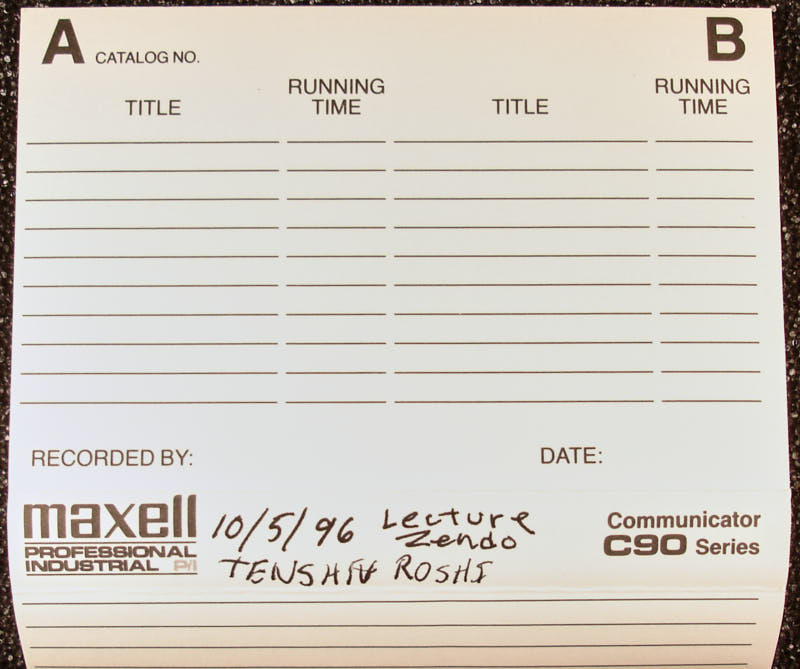 A CATALOG NO. B
TITLE RUNNING TIME TITLE RUNNING TIME
RECORDED BY: DATE:
maxell
PROFESSIONAL
INDUSTRIAL P/I
10/5/96 Lecture
Zendo
TENSHIN ROSHI
Communicator
C90 Series